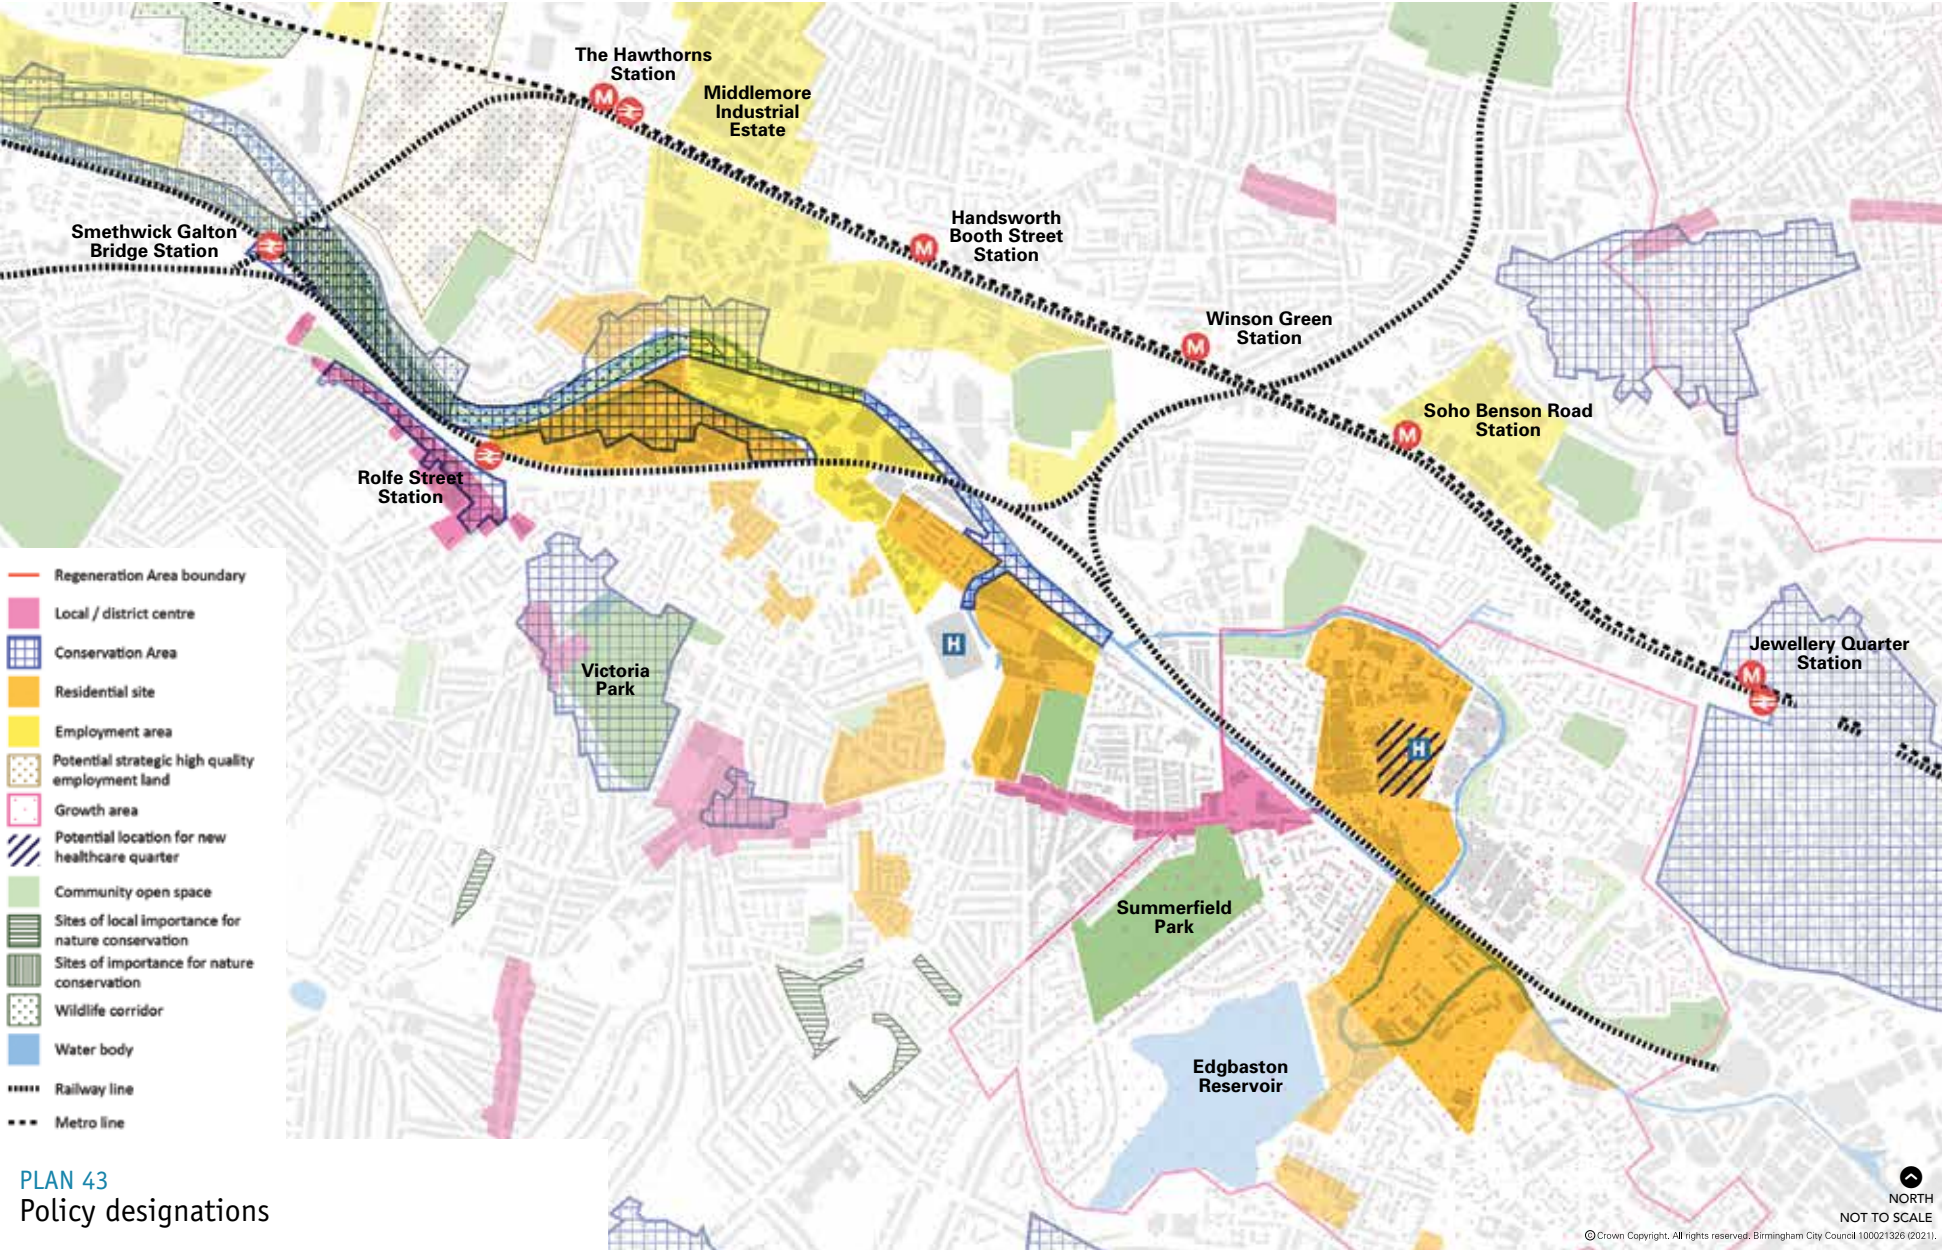 The Hawthorns
Station
M
Middlemore
Industrial
Estate
Smethwick Galton
Bridge Station
Handsworth
Booth Street
Station
M
Winson Green
Station
M
Soho Benson Road
Station
M
Rolfe Street
Station
H
Victoria
Park
Jewellery Quarter
Station
M
H
Summerfield
Park
Edgbaston
Reservoir
Regeneration Area boundary
Local / district centre
Conservation Area
Residential site
Employment area
Potential strategic high quality
employment land
Growth area
Potential location for new
healthcare quarter
Community open space
Sites of local importance for
nature conservation
Sites of importance for nature
conservation
Wildlife corridor
Water body
Railway line
Metro line
PLAN 43
Policy designations
NORTH
NOT TO SCALE
© Crown Copyright. All rights reserved. Birmingham City Council 100021326 (2021).